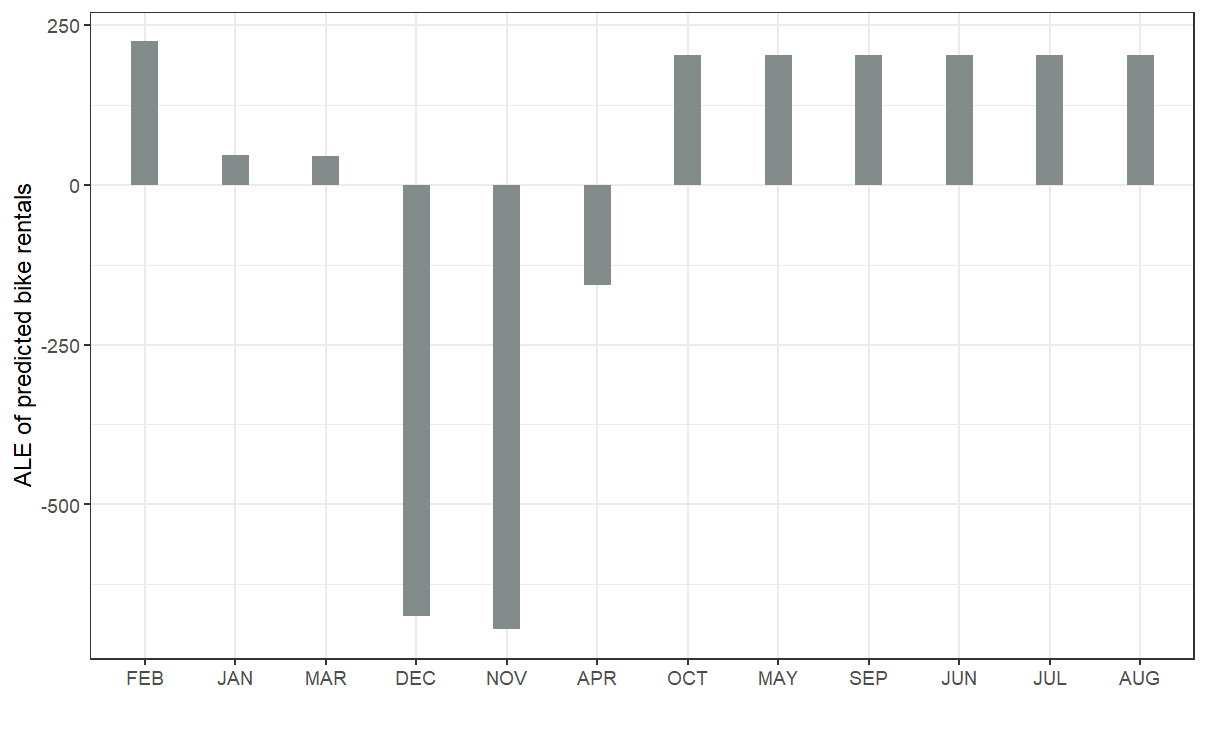 250
0
-250
-500
ALE of predicted bike rentals
FEB JAN MAR DEC NOV APR OCT MAY SEP JUN JUL AUG